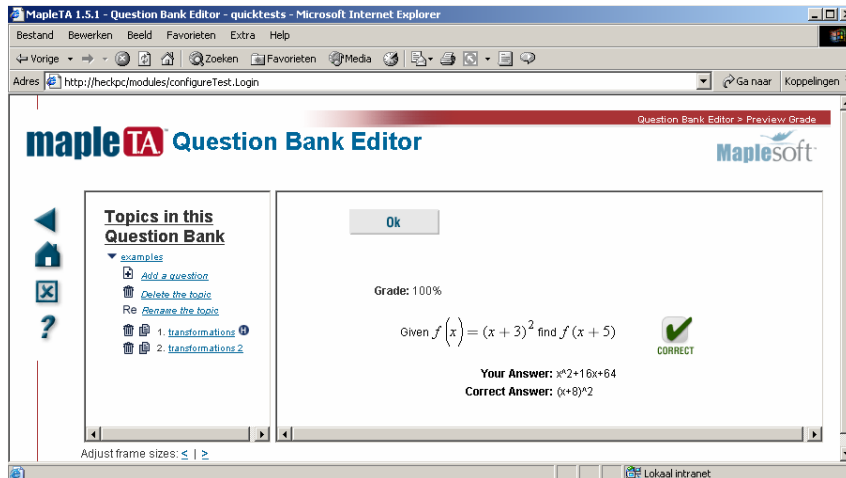 MapleTA 1.5.1 - Question Bank Editor - quicktests - Microsoft Internet Explorer
Bestand Bewerken Beeld Favorieten Extra Help
Vorige Zoeken Favorieten Media
Adres http://heckpc/modules/configureTest.Login Ga naar Koppelingen
Question Bank Editor > Preview Grade
maple TA Question Bank Editor
Maplesoft
Topics in this
Question Bank
examples
Add a question
Delete the topic
Re Rename the topic
1. transformations H
2. transformations 2
Adjust frame sizes: < | >
Ok
Grade: 100%
Given f(x) = (x + 3)² find f (x + 5)
CORRECT
Your Answer: x^2+16x+64
Correct Answer: (x+8)^2
Lokaal intranet